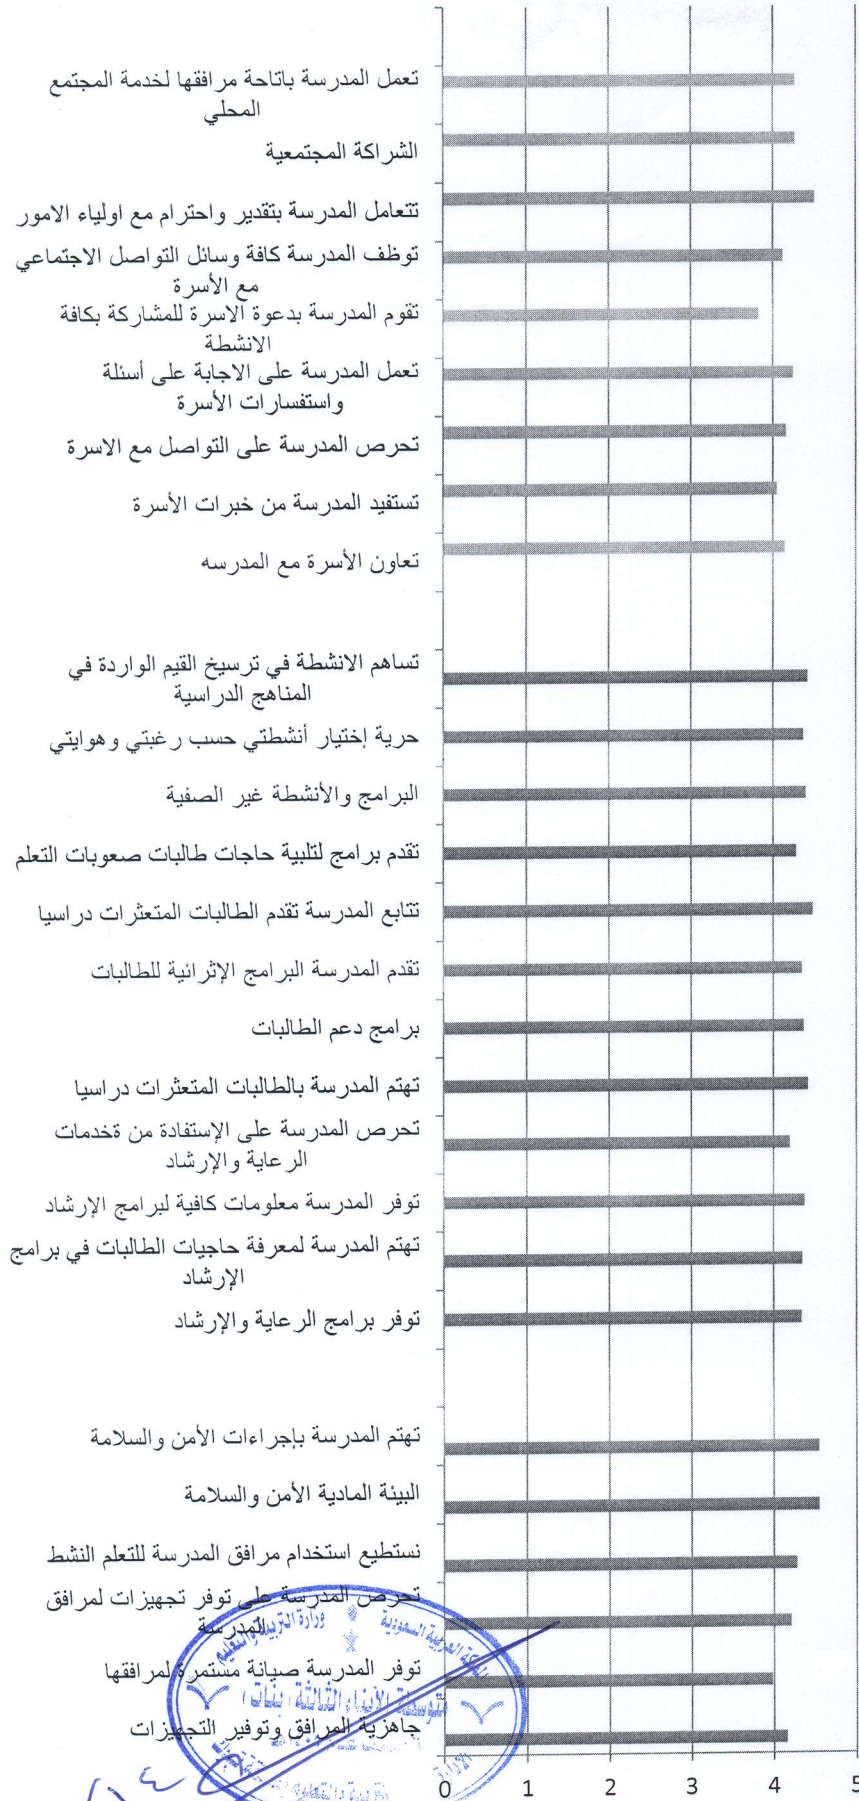 تعمل المدرسة باتاحة مرافقها لخدمة المجتمع
المحلي
الشراكة المجتمعية
تتعامل المدرسة بتقدير واحترام مع اولياء الامور
توظف المدرسة كافة وسائل التواصل الاجتماعي
مع الأسرة
تقوم المدرسة بدعوة الاسرة للمشاركة بكافة
الانشطة
تعمل المدرسة على الاجابة على أسئلة
واستفسارات الأسرة
تحرص المدرسة على التواصل مع الاسرة
تستفيد المدرسة من خبرات الأسرة
تعاون الأسرة مع المدرسه
تساهم الانشطة في ترسيخ القيم الواردة في
المناهج الدراسية
حرية إختيار أنشطتي حسب رغبتي وهوايتي
البرامج والأنشطة غير الصفية
تقدم برامج لتلبية حاجات طالبات صعوبات التعلم
تتابع المدرسة تقدم الطالبات المتعثرات دراسيا
تقدم المدرسة البرامج الإثرائية للطالبات
برامج دعم الطالبات
تهتم المدرسة بالطالبات المتعثرات دراسيا
تحرص المدرسة على الإستفادة من ةخدمات
الرعاية والإرشاد
توفر المدرسة معلومات كافية لبرامج الإرشاد
تهتم المدرسة لمعرفة حاجيات الطالبات في برامج
الإرشاد
توفر برامج الرعاية والإرشاد
تهتم المدرسة بإجراءات الأمن والسلامة
البيئة المادية الأمن والسلامة
نستطيع استخدام مرافق المدرسة للتعلم النشط
تحرص المدرسة على توفر تجهيزات لمرافق
المدرسة
توفر المدرسة صيانة مستمرة لمرافقها
جاهزية المرافق وتوفير التجهيزات
0 1 2 3 4 5
المملكة العربية السعودية
وزارة التربية والتعليم